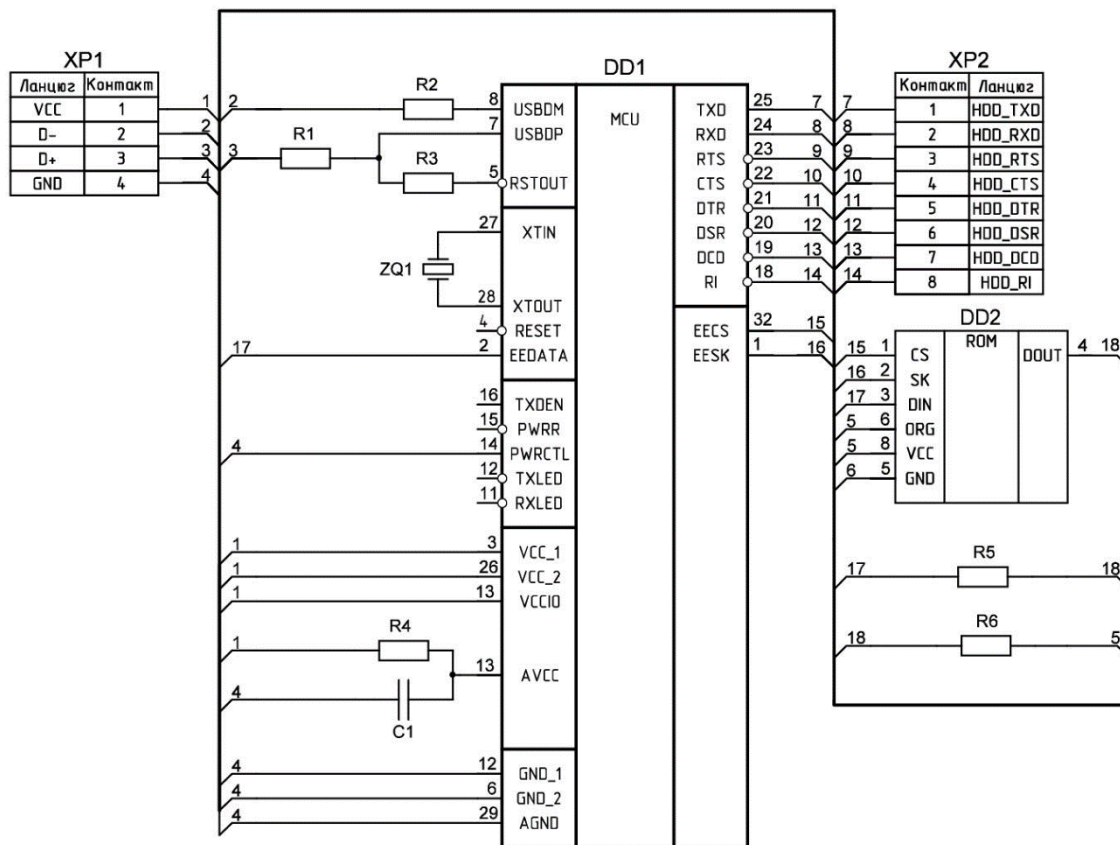 XP1
Ланцюг Контакт
VCC 1 1
D- 2 2
D+ 3 3
GND 4 4
2 R2 8
7
3 R1
R3 5
27
ZQ1
28
4
17 2
16
15
4 14
12
11
1 3
1 26
1 13
1 R4
13
4
C1
4 12
4 6
4 29
DD1
MCU
USBDM
USBDP
RSTOUT
XTIN
XTOUT
RESET
EEDATA
TXDEN
PWRR
PWRCTL
TXLED
RXLED
VCC_1
VCC_2
VCCIO
AVCC
GND_1
GND_2
AGND
TXD 25 7
RXD 24 8
RTS 23 9
CTS 22 10
DTR 21 11
DSR 20 12
DCD 19 13
RI 18 14
EECS 32 15
EESK 1 16
XP2
Контакт Ланцюг
7 1 HDD_TXD
8 2 HDD_RXD
9 3 HDD_RTS
10 4 HDD_CTS
11 5 HDD_DTR
12 6 HDD_DSR
13 7 HDD_DCD
14 8 HDD_RI
DD2
ROM
15 1 CS DOUT 4 18
16 2 SK
17 3 DIN
5 6 ORG
5 8 VCC
6 5 GND
R5
17 18
R6
18 5